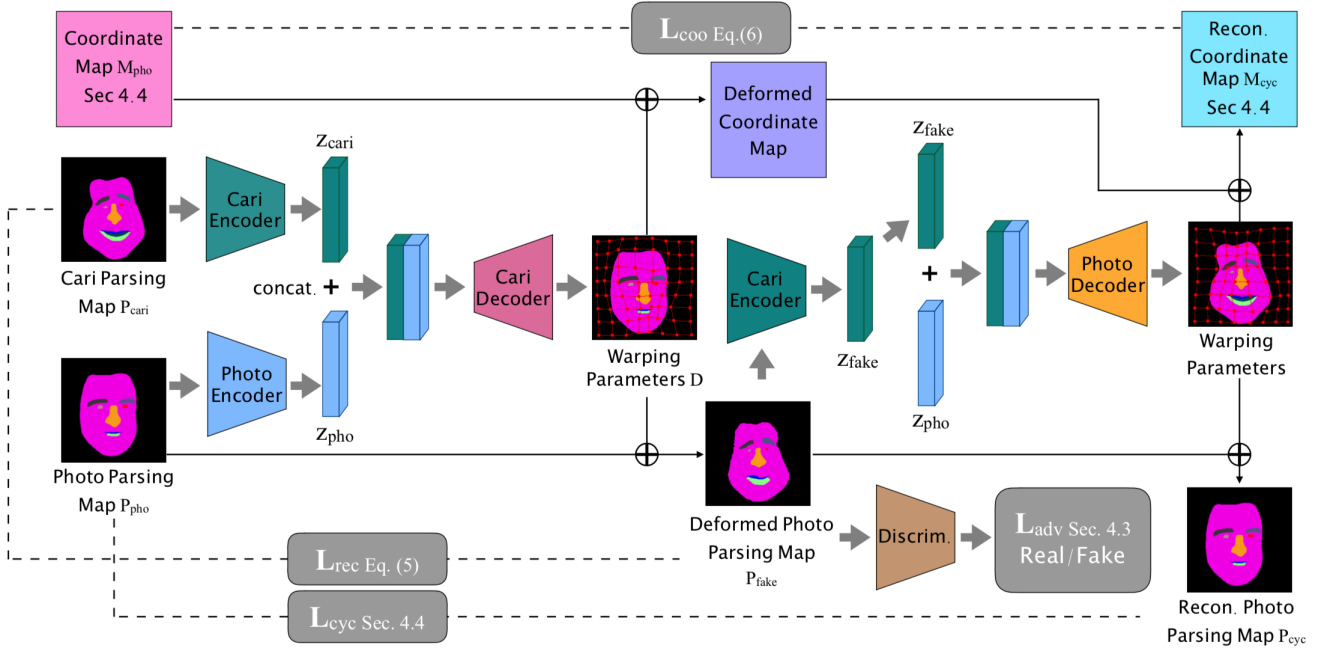 Coordinate
Map Mpho
Sec 4.4
Lcoo Eq.(6)
Recon.
Coordinate
Map Mcyc
Sec 4.4
Deformed
Coordinate
Map
zcari
zfake
Cari
Encoder
Cari Parsing
Map Pcari
concat. +
Cari
Decoder
Cari
Encoder
zfake
+
Photo
Decoder
Photo
Encoder
Warping
Parameters D
Warping
Parameters
zpho
zpho
Photo Parsing
Map Ppho
Deformed Photo
Parsing Map
Pfake
Discrim.
Ladv Sec. 4.3
Real/Fake
Lrec Eq. (5)
Lcyc Sec. 4.4
Recon. Photo
Parsing Map Pcyc